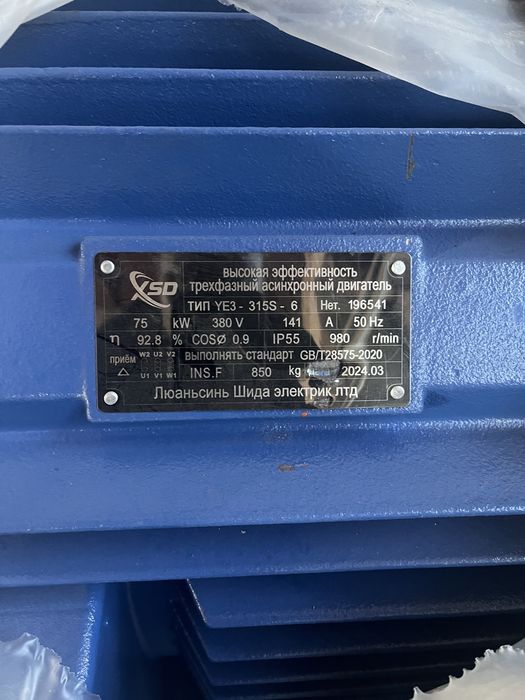 XSD
высокая эффективность
трехфазный асинхронный двигатель
ТИП YE3 - 315S - 6 Нет. 196541
75 kW 380 V 141 A 50 Hz
η 92.8 % COSØ 0.9 IP55 980 r/min
приём W2 U2 V2 выполнять стандарт GB/T28575-2020
△ U1 V1 W1 INS.F 850 kg 2024.03
Люаньсинь Шида электрик лтд